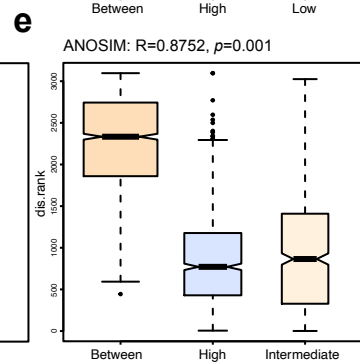 Between High Low
e
ANOSIM: R=0.8752, p=0.001
dis.rank
3000
2500
2000
1500
1000
500
0
Between High Intermediate